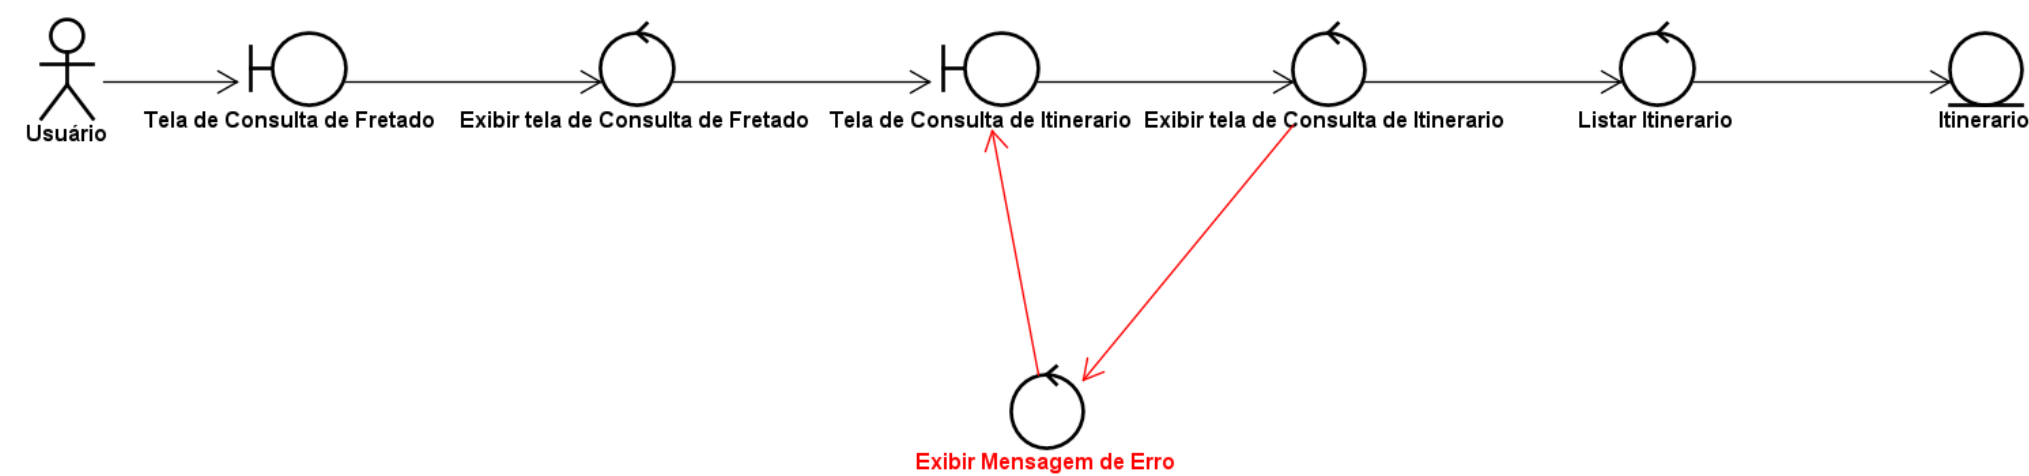 Usuário
Tela de Consulta de Fretado
Exibir tela de Consulta de Fretado
Tela de Consulta de Itinerario
Exibir tela de Consulta de Itinerario
Listar Itinerario
Itinerario
Exibir Mensagem de Erro